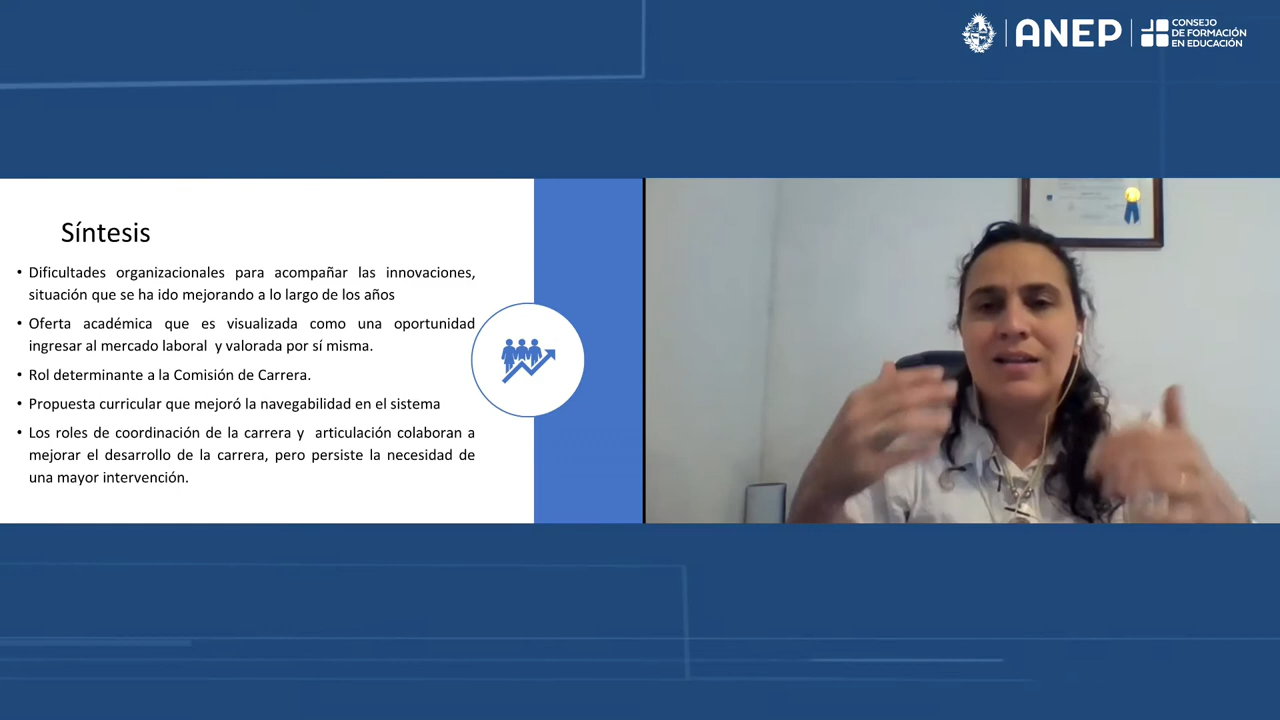 ANEP
CONSEJO
DE FORMACIÓN
EN EDUCACIÓN
Síntesis
• Dificultades organizacionales para acompañar las innovaciones,
situación que se ha ido mejorando a lo largo de los años
• Oferta académica que es visualizada como una oportunidad
ingresar al mercado laboral y valorada por sí misma.
• Rol determinante a la Comisión de Carrera.
• Propuesta curricular que mejoró la navegabilidad en el sistema
• Los roles de coordinación de la carrera y articulación colaboran a
mejorar el desarrollo de la carrera, pero persiste la necesidad de
una mayor intervención.